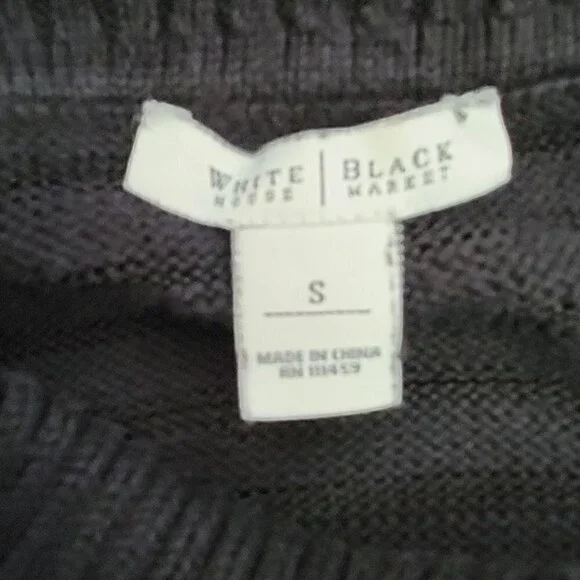 WHITE | BLACK
HOUSE | MARKET
S
MADE IN CHINA
RN 111459